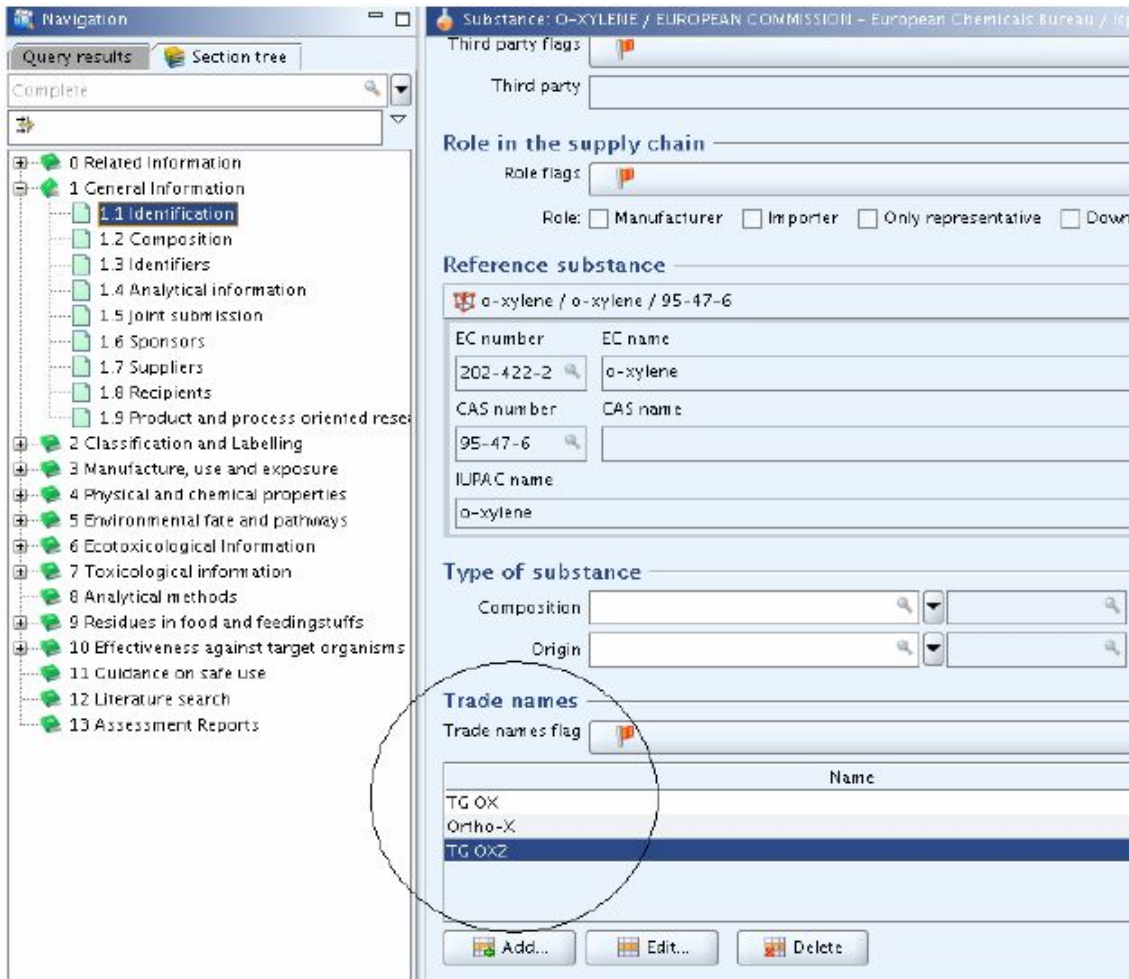 Navigation
Query results
Section tree
Complete
0 Related Information
1 General Information
1.1 Identification
1.2 Composition
1.3 Identifiers
1.4 Analytical information
1.5 Joint submission
1.6 Sponsors
1.7 Suppliers
1.8 Recipients
1.9 Product and process oriented rese
2 Classification and Labelling
3 Manufacture, use and exposure
4 Physical and chemical properties
5 Environmental fate and pathways
6 Ecotoxicological Information
7 Toxicological information
8 Analytical methods
9 Residues in food and feedingstuffs
10 Effectiveness against target organisms
11 Guidance on safe use
12 Literature search
13 Assessment Reports
Substance: O-XYLENE / EUROPEAN COMMISSION - European Chemicals Bureau / Isp
Third party flags
Third party
Role in the supply chain
Role flags
Role: Manufacturer Importer Only representative Down
Reference substance
o-xylene / o-xylene / 95-47-6
EC number EC name
202-422-2 o-xylene
CAS number CAS name
95-47-6
IUPAC name
o-xylene
Type of substance
Composition
Origin
Trade names
Trade names flag
Name
TG OX
Ortho-X
TG OX2
Add... Edit... Delete